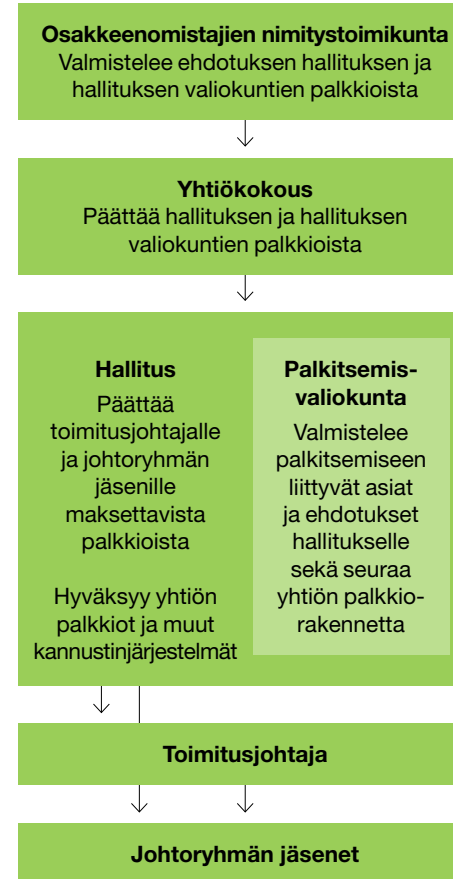 Osakkeenomistajien nimitystoimikunta
Valmistelee ehdotuksen hallituksen ja
hallituksen valiokuntien palkkioista
Yhtiökokous
Päättää hallituksen ja hallituksen
valiokuntien palkkioista
Hallitus
Päättää
toimitusjohtajalle
ja johtoryhmän
jäsenille
maksettavista
palkkioista
Hyväksyy yhtiön
palkkiot ja muut
kannustinjärjestelmät
Palkitsemis-
valiokunta
Valmistelee
palkitsemiseen
liittyvät asiat
ja ehdotukset
hallitukselle
sekä seuraa
yhtiön palkkio-
rakennetta
Toimitusjohtaja
Johtoryhmän jäsenet